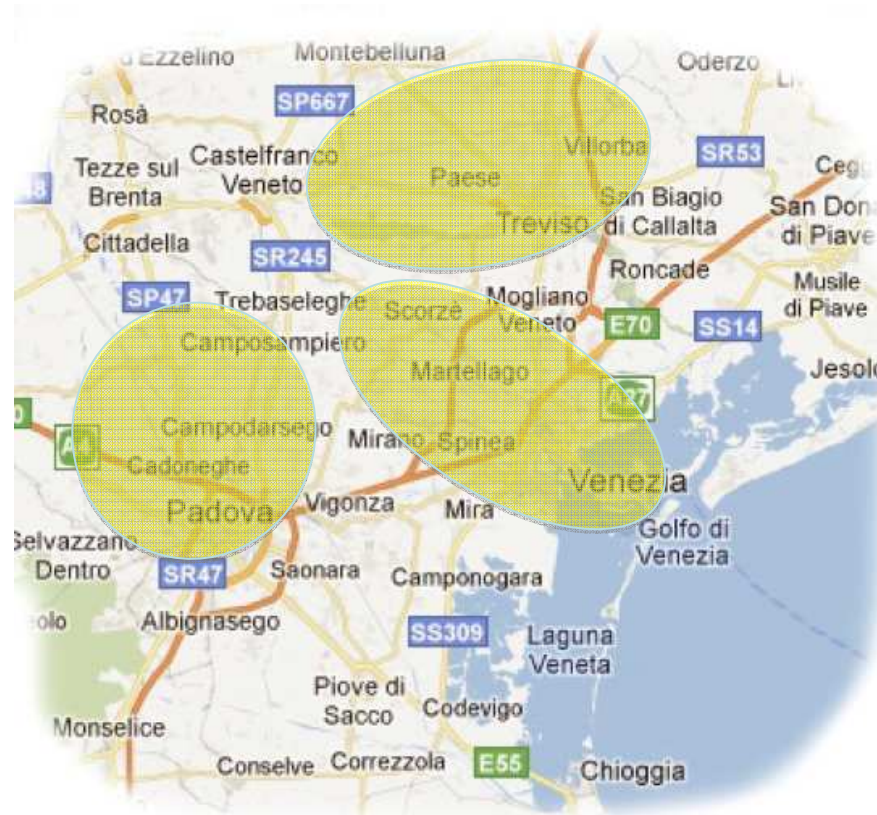 d'Ezzelino
Montebelluna
Oderzo
SP667
Rosà
Villorba
SR53
Castelfranco
Veneto
Tezze sul
Brenta
Paese
San Biagio
di Callalta
Treviso
San Don
di Piave
Cittadella
SR245
Roncade
Musile
di Piave
SP47
Trebaseleghe
Scorzè
Mogliano
Veneto
E70
SS14
Camposampiero
Martellago
Jesolo
Campodarsego
Mirano
Spinea
Cadoneghe
Venezia
Padova
Vigonza
Mira
Golfo di
Venezia
Selvazzano
Dentro
SR47
Saonara
Camponogara
Albignasego
SS309
Laguna
Veneta
Piove di
Sacco
Codevigo
Monselice
Conselve
Correzzola
E55
Chioggia